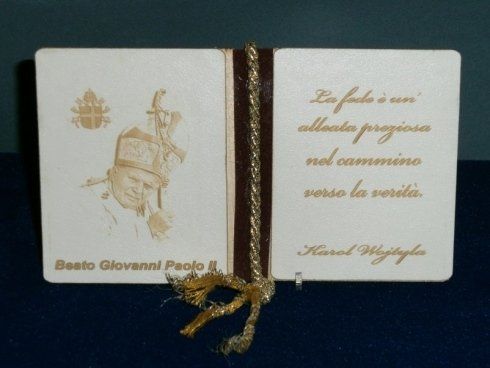 Beato Giovanni Paolo II
La fede è un'
alleata preziosa
nel cammino
verso la verità.
Karol Wojtyla